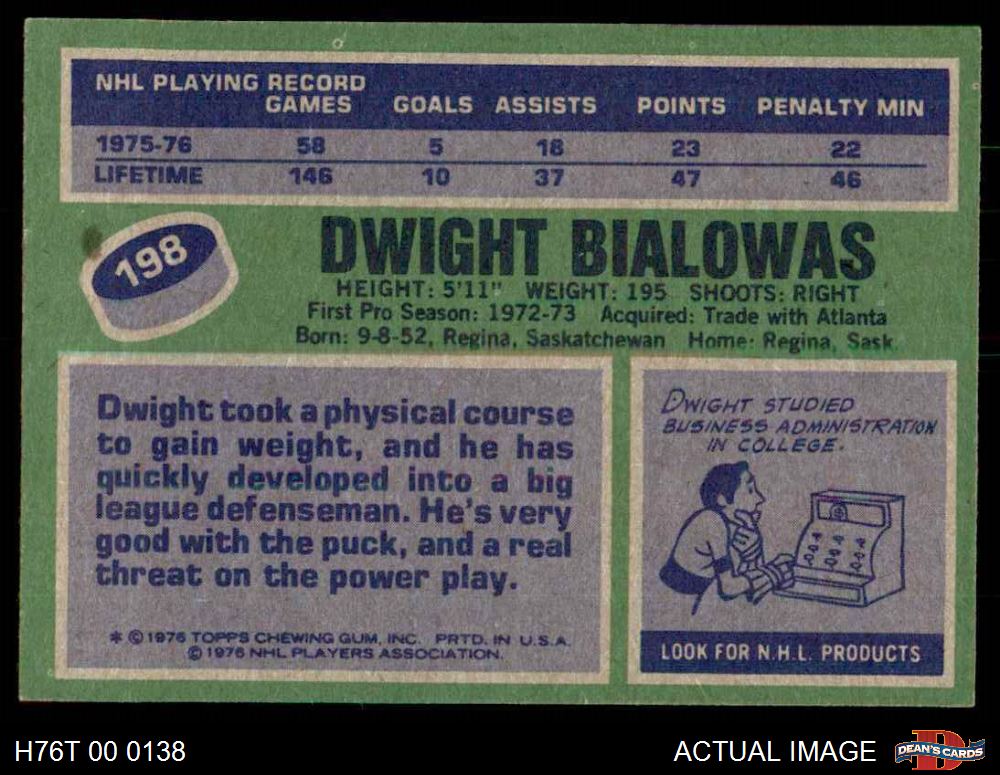 NHL PLAYING RECORD
GAMES GOALS ASSISTS POINTS PENALTY MIN
1975-76 58 5 18 23 22
LIFETIME 146 10 37 47 46
198
DWIGHT BIALOWAS
HEIGHT: 5'11" WEIGHT: 195 SHOOTS: RIGHT
First Pro Season: 1972-73 Acquired: Trade with Atlanta
Born: 9-8-52, Regina, Saskatchewan Home: Regina, Sask.
Dwight took a physical course
to gain weight, and he has
quickly developed into a big
league defenseman. He's very
good with the puck, and a real
threat on the power play.
* © 1976 TOPPS CHEWING GUM, INC. PRTD. IN U.S.A.
© 1976 NHL PLAYERS ASSOCIATION.
DWIGHT STUDIED
BUSINESS ADMINISTRATION
IN COLLEGE.
LOOK FOR N.H.L. PRODUCTS
H76T 00 0138
ACTUAL IMAGE
DEAN'S CARDS